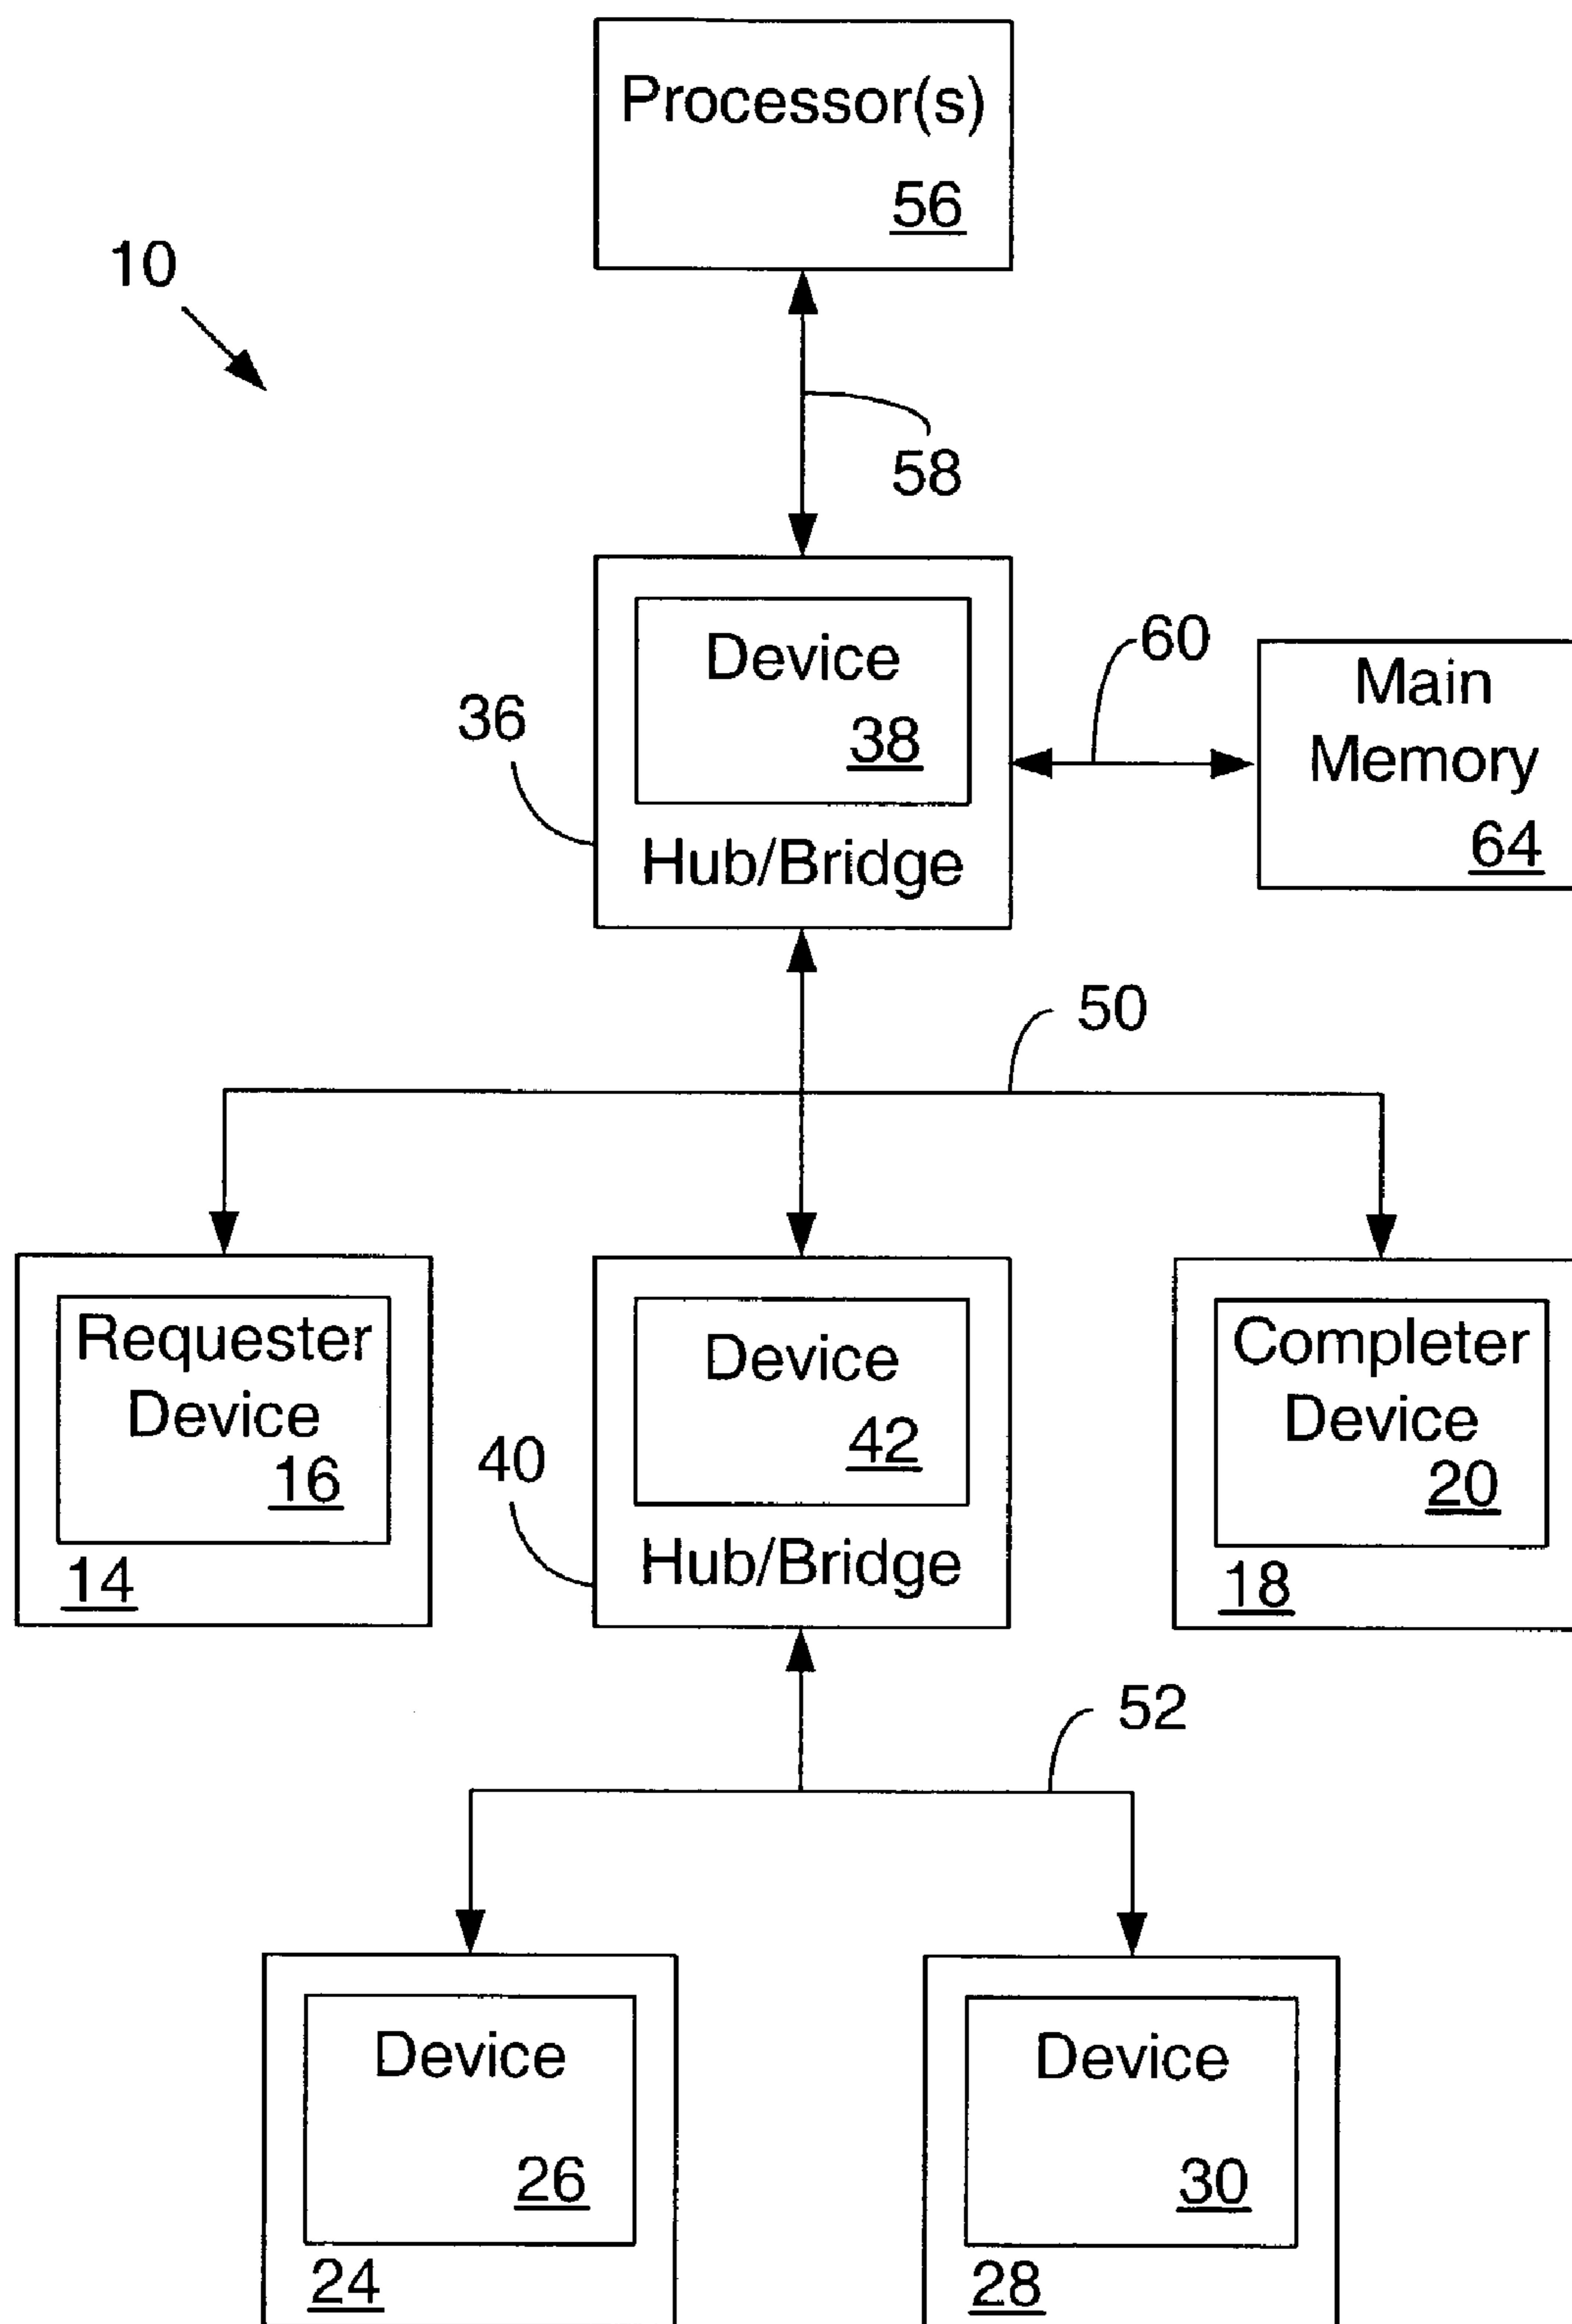 Processor(s)
56
10
58
Device
38
36
Hub/Bridge
60
Main
Memory
64
50
Requester
Device
16
14
Device
42
40
Hub/Bridge
Completer
Device
20
18
52
Device
26
24
Device
30
28